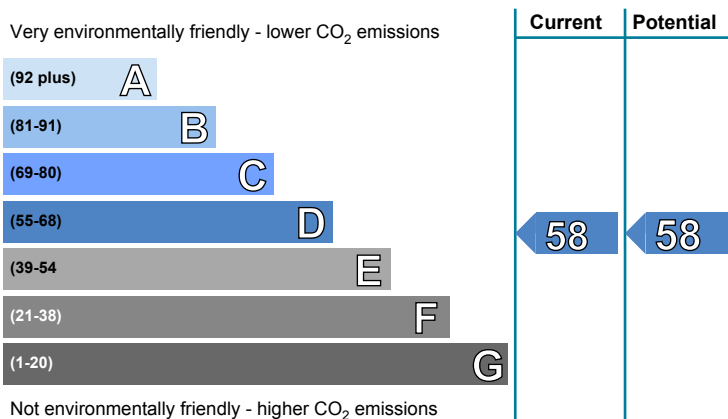 Current Potential
Very environmentally friendly - lower CO2 emissions
(92 plus) A
(81-91) B
(69-80) C
(55-68) D
58 58
(39-54 E
(21-38) F
(1-20) G
Not environmentally friendly - higher CO2 emissions